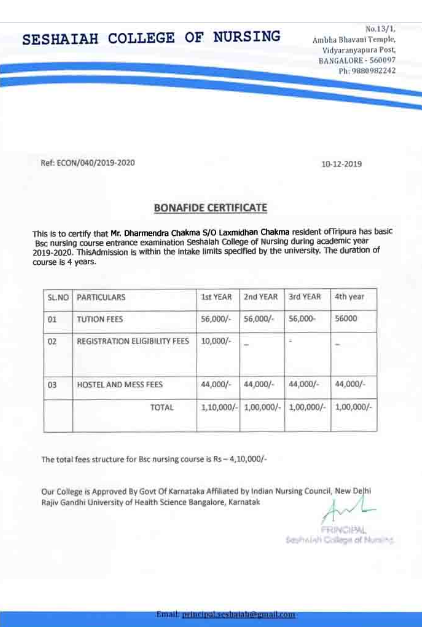 SESHAIAH COLLEGE OF NURSING
No.13/1,
Ambha Bhavani Temple,
Vidyaranyapura Post,
BANGALORE - 560097
Ph: 9880982242
Ref: ECON/040/2019-2020
10-12-2019
BONAFIDE CERTIFICATE
This is to certify that Mr. Dharmendra Chakma S/O Laxmidhan Chakma resident ofTripura has basic
Bsc nursing course entrance examination Seshaiah College of Nursing during academic year
2019-2020. ThisAdmission is within the intake limits specified by the university. The duration of
course is 4 years.
SL.NO PARTICULARS 1st YEAR 2nd YEAR 3rd YEAR 4th year
01 TUTION FEES 56,000/- 56,000/- 56,000- 56000
02 REGISTRATION ELIGIBILITY FEES 10,000/- _ - _
03 HOSTEL AND MESS FEES 44,000/- 44,000/- 44,000/- 44,000/-
TOTAL 1,10,000/- 1,00,000/- 1,00,000/- 1,00,000/-
The total fees structure for Bsc nursing course is Rs – 4,10,000/-
Our College is Approved By Govt Of Karnataka Affiliated by Indian Nursing Council, New Delhi
Rajiv Gandhi University of Health Science Bangalore, Karnatak
PRINCIPAL
Seshaiah College of Nursing
Email: principal.seshaiah@gmail.com